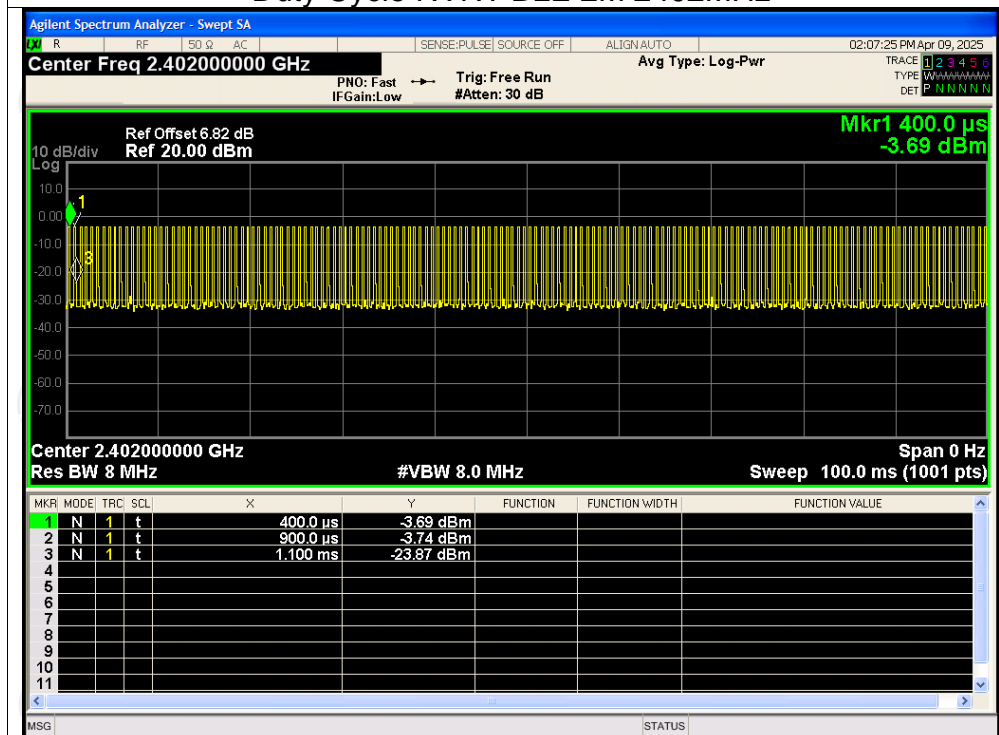 Agilent Spectrum Analyzer - Swept SA
LXI R RF 50 Ω AC SENSE:PULSE SOURCE OFF ALIGN AUTO 02:07:25 PM Apr 09, 2025
Center Freq 2.402000000 GHz Avg Type: Log-Pwr TRACE 1 2 3 4 5 6
PNO: Fast Trig: Free Run TYPE
IFGain:Low #Atten: 30 dB DET P N N N N N
Mkr1 400.0 µs
-3.69 dBm
Ref Offset 6.82 dB
10 dB/div Ref 20.00 dBm
Log
10.0
0.00
-10.0
-20.0
-30.0
-40.0
-50.0
-60.0
-70.0
1
3
Center 2.402000000 GHz Span 0 Hz
Res BW 8 MHz #VBW 8.0 MHz Sweep 100.0 ms (1001 pts)
MKR MODE TRC SCL X Y FUNCTION FUNCTION WIDTH FUNCTION VALUE
1 N 1 t 400.0 µs -3.69 dBm
2 N 1 t 900.0 µs -3.74 dBm
3 N 1 t 1.100 ms -23.87 dBm
4
5
6
7
8
9
10
11
MSG STATUS